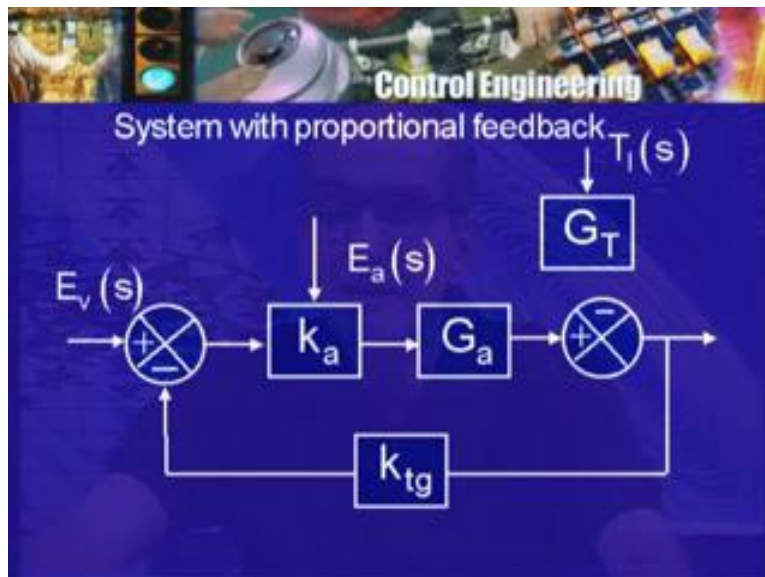 Control Engineering
System with proportional feedback
T_l(s)
G_T
E_v(s)
E_a(s)
+
−
k_a
G_a
+
−
k_tg